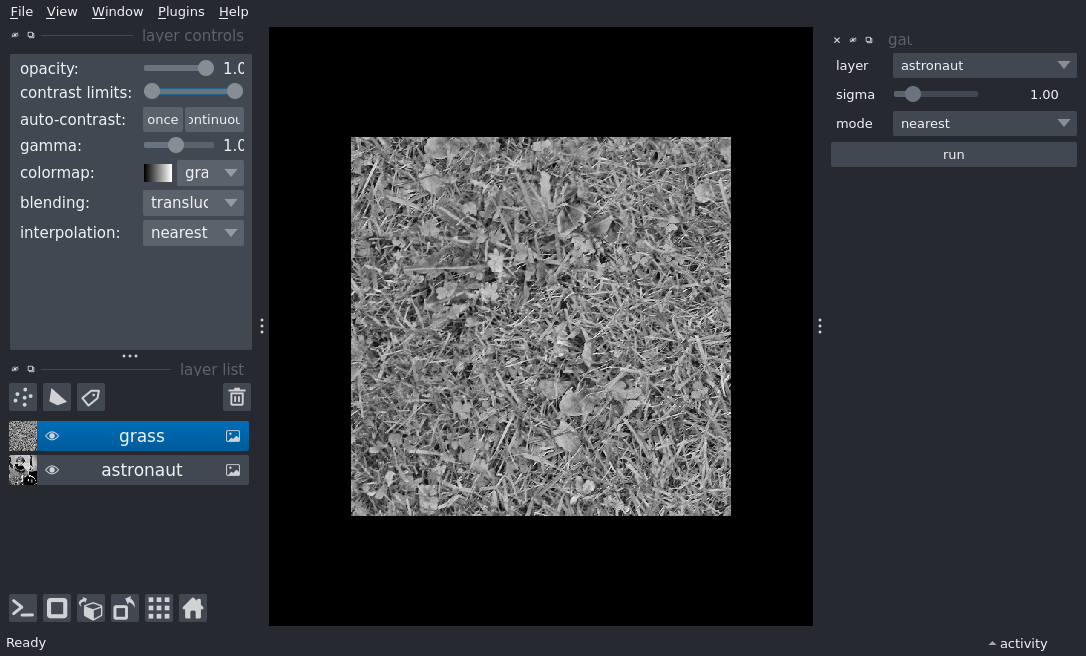 File View Window Plugins Help
layer controls
opacity: 1.0
contrast limits:
auto-contrast: once ontinuou
gamma: 1.0
colormap: gra
blending: transluc
interpolation: nearest
layer list
grass
astronaut
Ready
gau
layer astronaut
sigma 1.00
mode nearest
run
activity